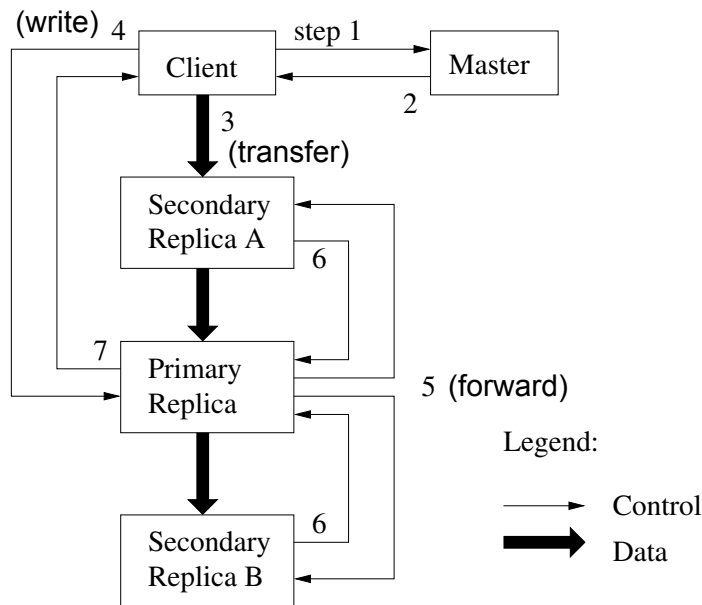 (write)
4
step 1
Client
Master
2
3
(transfer)
Secondary
Replica A
6
7
Primary
Replica
5 (forward)
Legend:
6
Control
Secondary
Replica B
Data